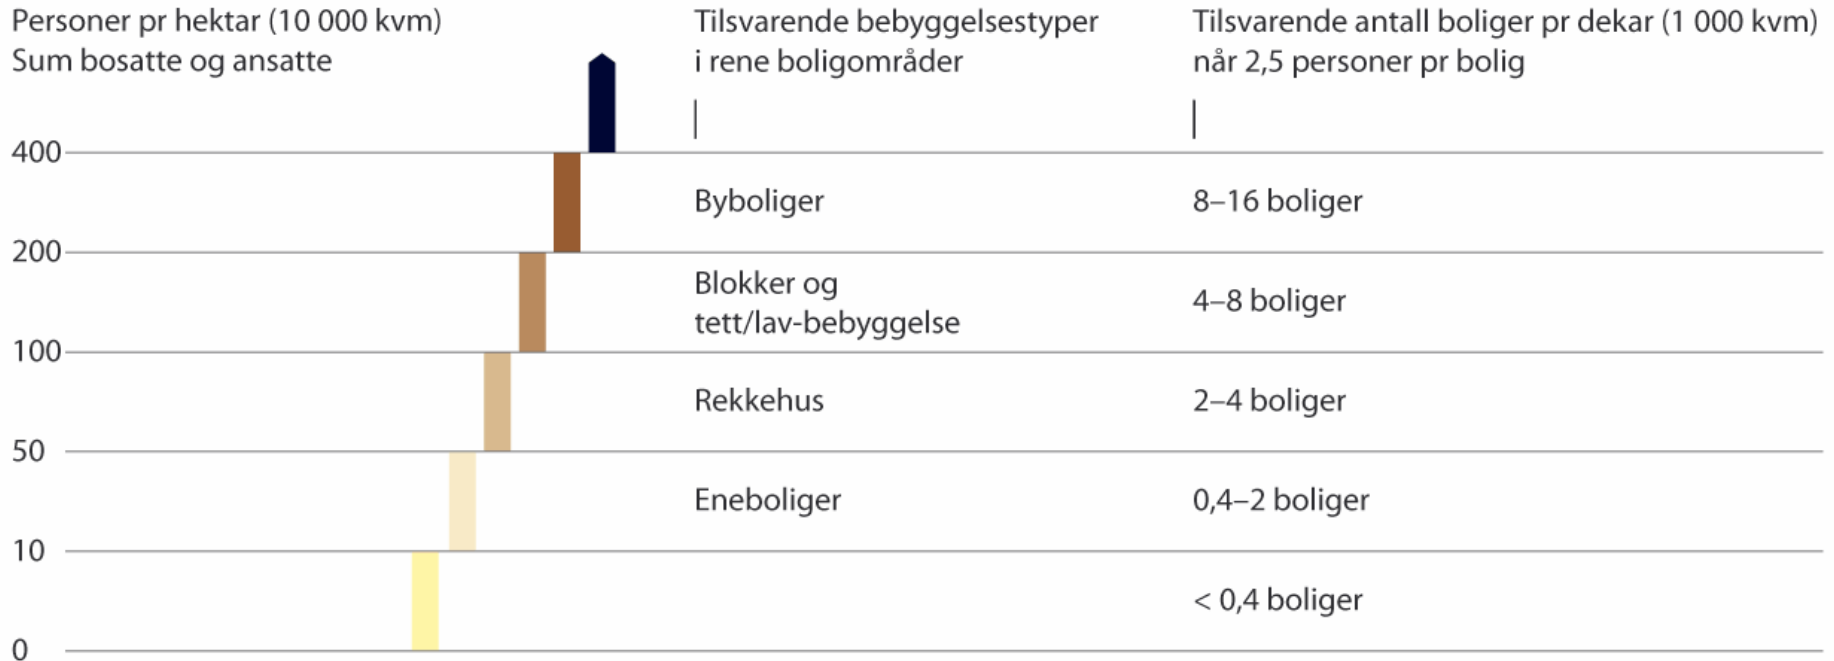 Personer pr hektar (10 000 kvm)
Sum bosatte og ansatte
Tilsvarende bebyggelsestyper
i rene boligområder
Tilsvarende antall boliger pr dekar (1 000 kvm)
når 2,5 personer pr bolig
400
Byboliger
8–16 boliger
200
Blokker og
tett/lav-bebyggelse
4–8 boliger
100
Rekkehus
2–4 boliger
50
Eneboliger
0,4–2 boliger
10
< 0,4 boliger
0